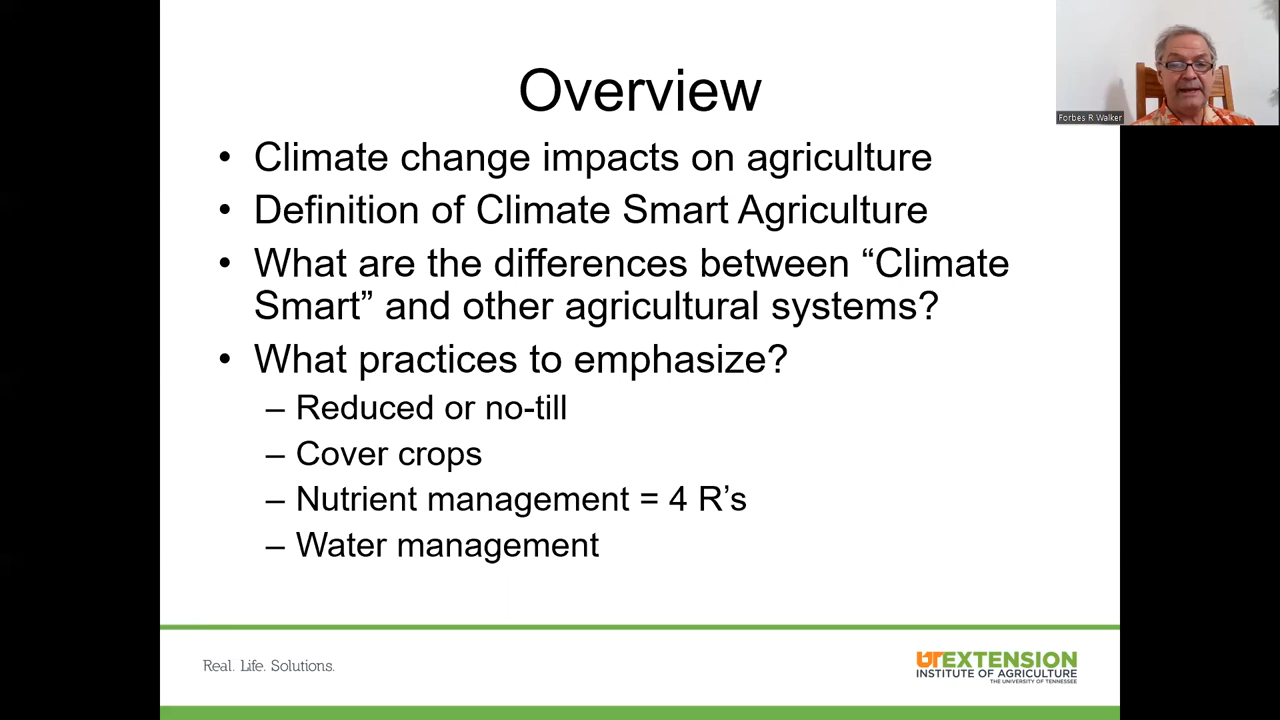 Overview
• Climate change impacts on agriculture
• Definition of Climate Smart Agriculture
• What are the differences between “Climate
Smart” and other agricultural systems?
• What practices to emphasize?
– Reduced or no-till
– Cover crops
– Nutrient management = 4 R’s
– Water management
Forbes R Walker
Real. Life. Solutions.
UTEXTENSION
INSTITUTE OF AGRICULTURE
THE UNIVERSITY OF TENNESSEE